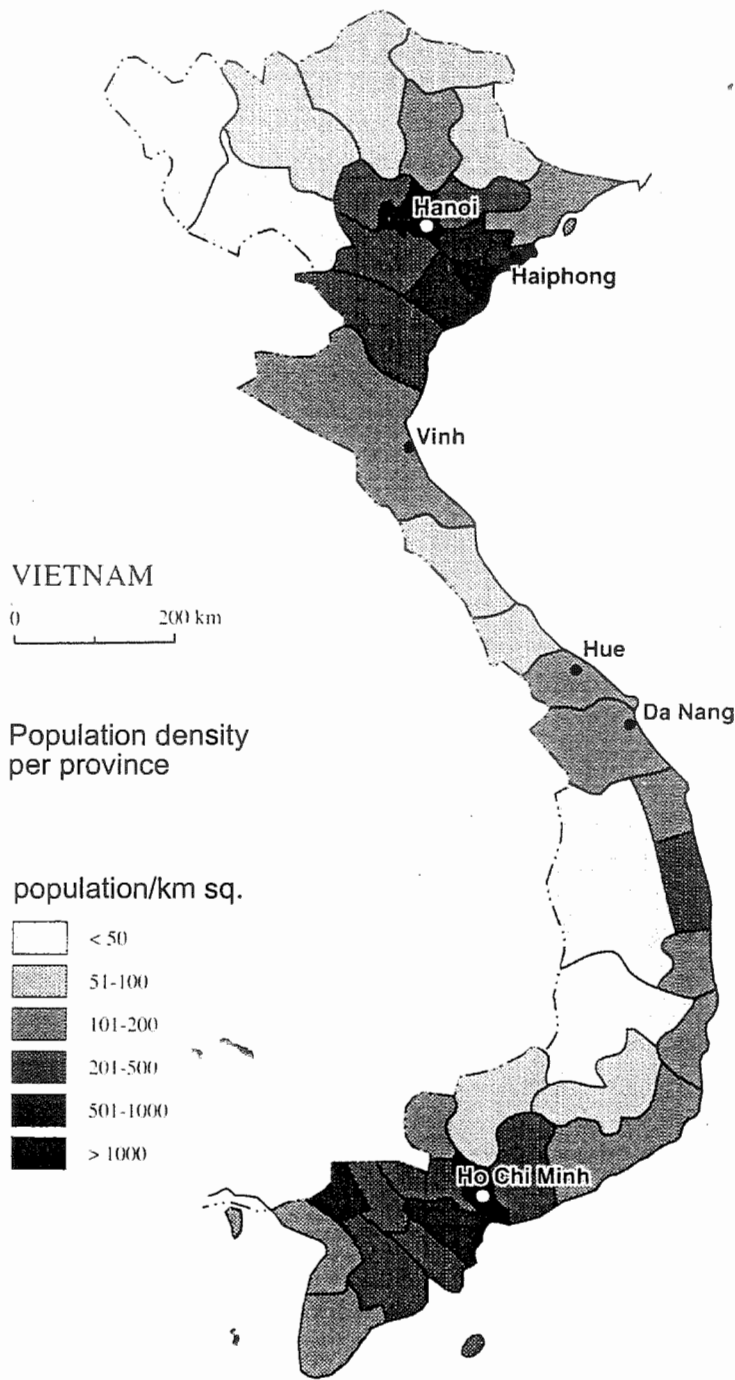 Hanoi
Haiphong
Vinh
VIETNAM
0 200 km
Hue
Da Nang
Population density
per province
population/km sq.
< 50
51-100
101-200
201-500
501-1000
> 1000
Ho Chi Minh